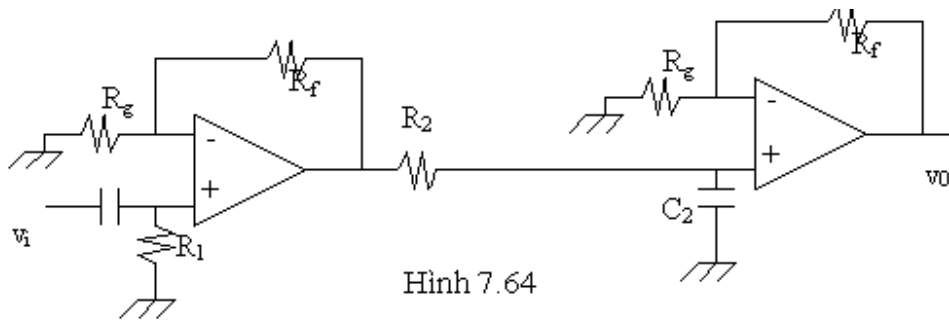 Rg
Rf
-
+
vi
R1
R2
Rg
Rf
-
+
C2
v0
Hình 7.64